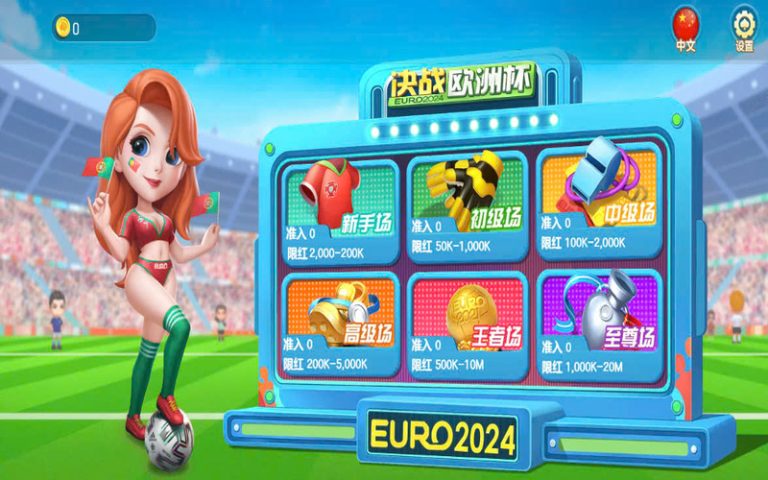 0
中文
设置
决战欧洲杯
EURO2024
新手场
准入 0
限红 2,000-200K
初级场
准入 0
限红 50K-1,000K
中级场
准入 0
限红 100K-2,000K
高级场
准入 0
限红 200K-5,000K
王者场
准入 0
限红 500K-10M
至尊场
准入 0
限红 1,000K-20M
EURO
EURO2024